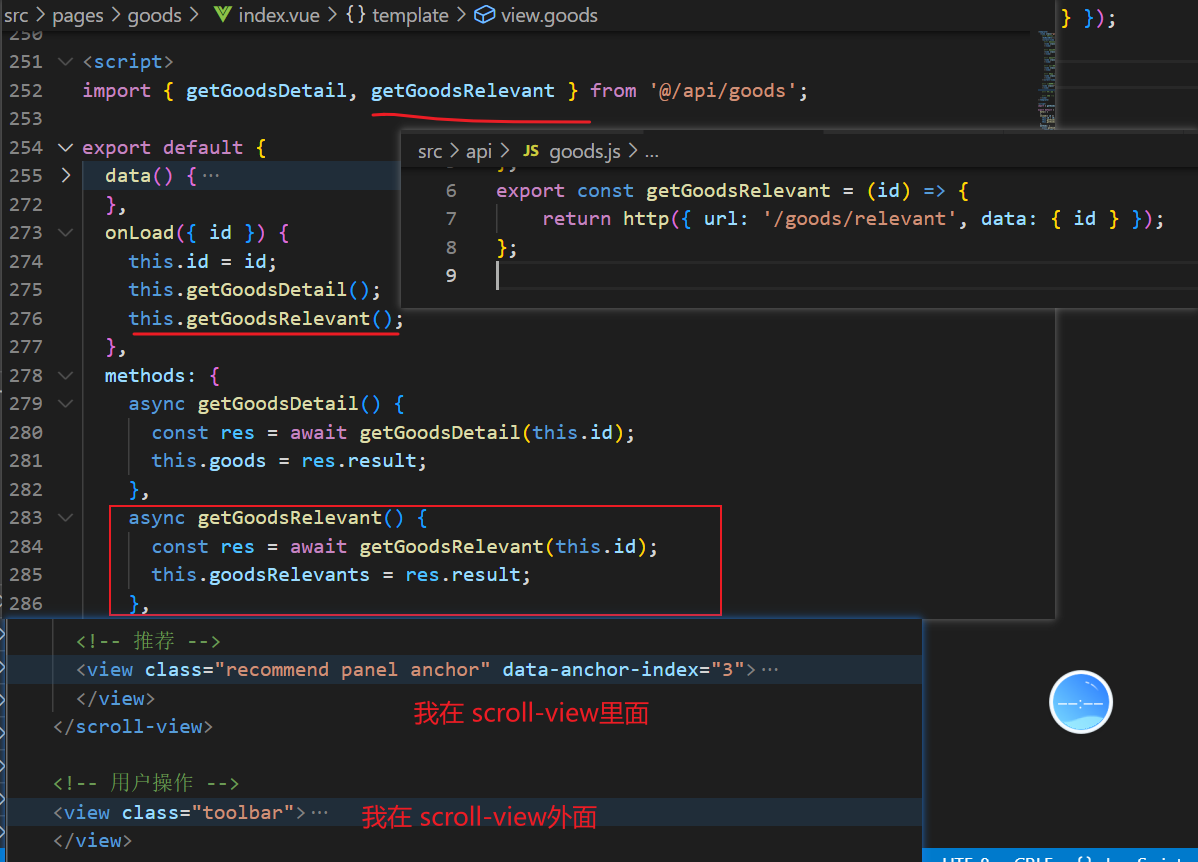 src > pages > goods > index.vue > {} template > view.goods
} });
250
251 <script>
252 import { getGoodsDetail, getGoodsRelevant } from '@/api/goods';
253
254 export default {
255 data() { ···
272 },
273 onLoad({ id }) {
274 this.id = id;
275 this.getGoodsDetail();
276 this.getGoodsRelevant();
277 },
278 methods: {
279 async getGoodsDetail() {
280 const res = await getGoodsDetail(this.id);
281 this.goods = res.result;
282 },
283 async getGoodsRelevant() {
284 const res = await getGoodsRelevant(this.id);
285 this.goodsRelevants = res.result;
286 },
src > api > JS goods.js > ...
6 export const getGoodsRelevant = (id) => {
7 return http({ url: '/goods/relevant', data: { id } });
8 };
9
<!-- 推荐 -->
<view class="recommend panel anchor" data-anchor-index="3"> ···
</view>
我在 scroll-view里面
</scroll-view>
<!-- 用户操作 -->
<view class="toolbar"> ···
我在 scroll-view外面
</view>
--:--